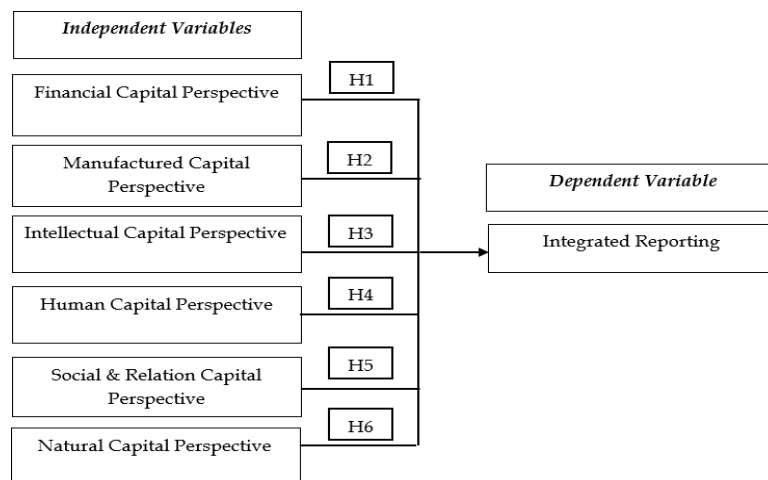 Independent Variables
Financial Capital Perspective
H1
Manufactured Capital
Perspective
H2
Intellectual Capital Perspective
H3
Human Capital Perspective
H4
Social & Relation Capital
Perspective
H5
Natural Capital Perspective
H6
Dependent Variable
Integrated Reporting